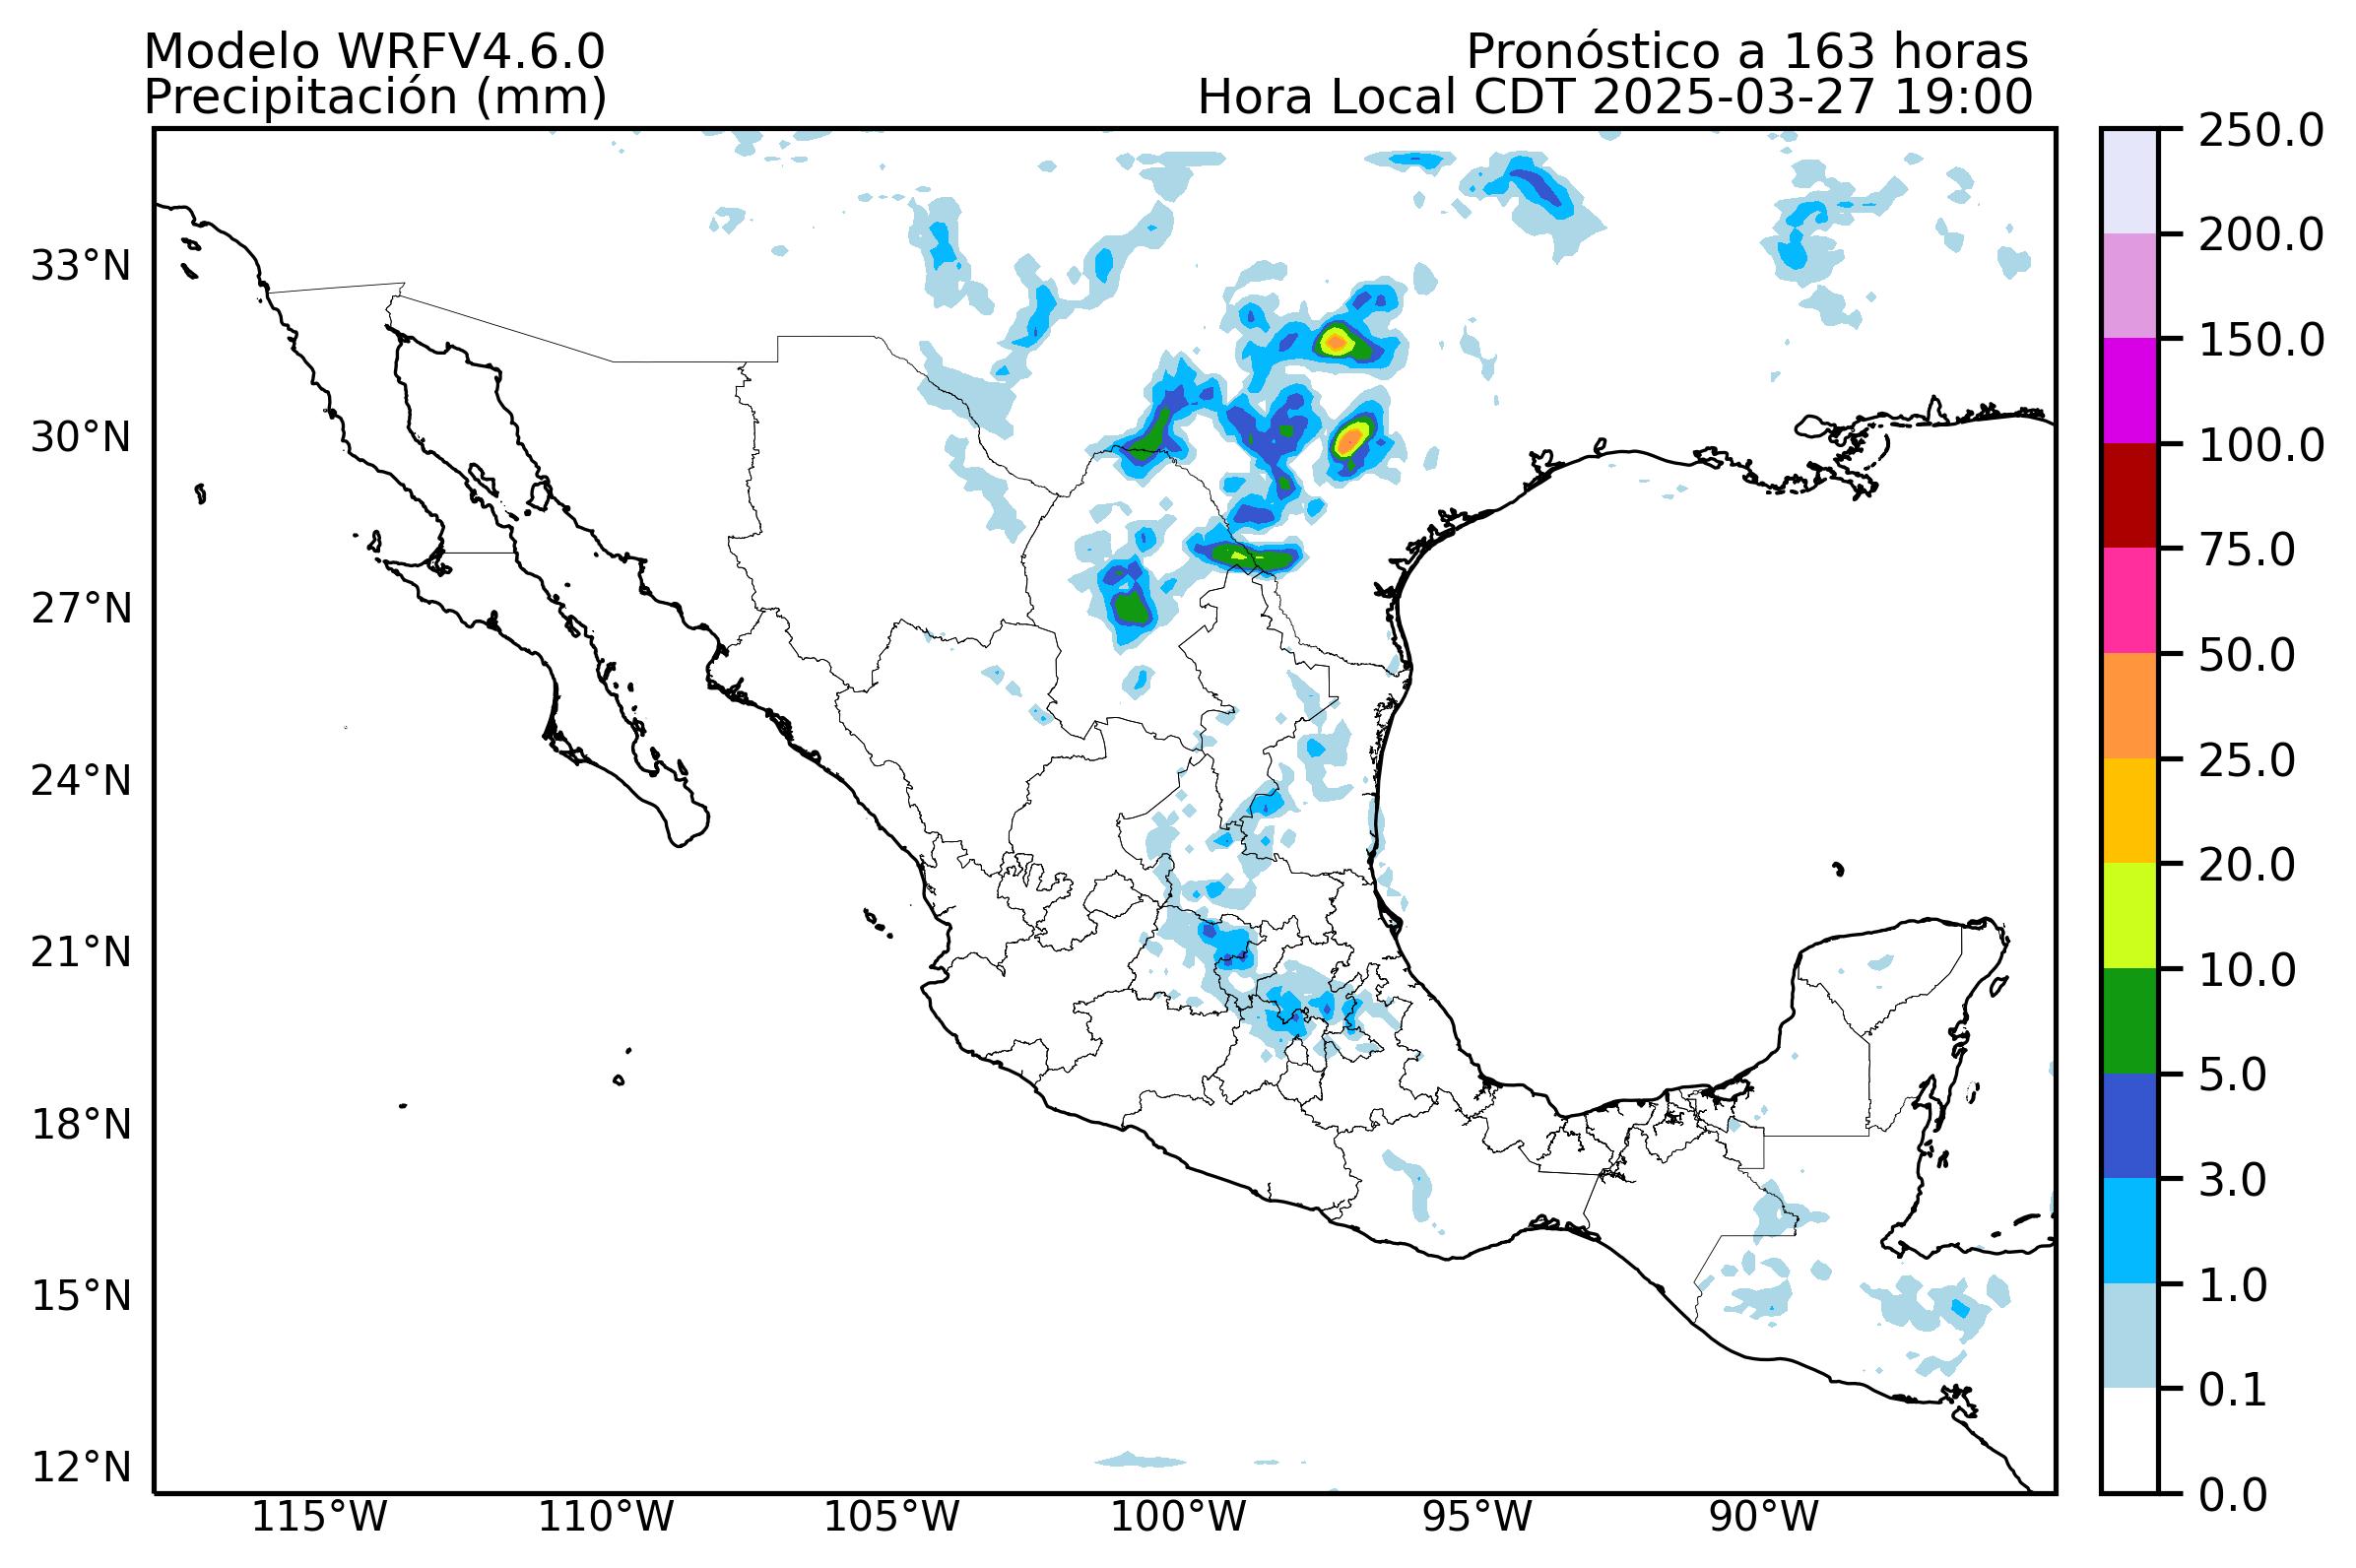 Modelo WRFV4.6.0
Precipitación (mm)
Pronóstico a 163 horas
Hora Local CDT 2025-03-27 19:00
33°N
30°N
27°N
24°N
21°N
18°N
15°N
12°N
115°W
110°W
105°W
100°W
95°W
90°W
250.0
200.0
150.0
100.0
75.0
50.0
25.0
20.0
10.0
5.0
3.0
1.0
0.1
0.0